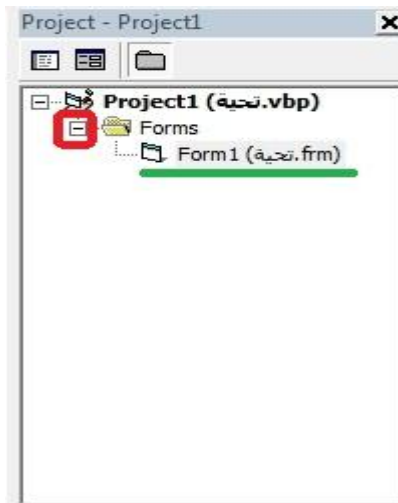 Project - Project1
Project1 (تحية.vbp)
Forms
Form1 (تحية.frm)